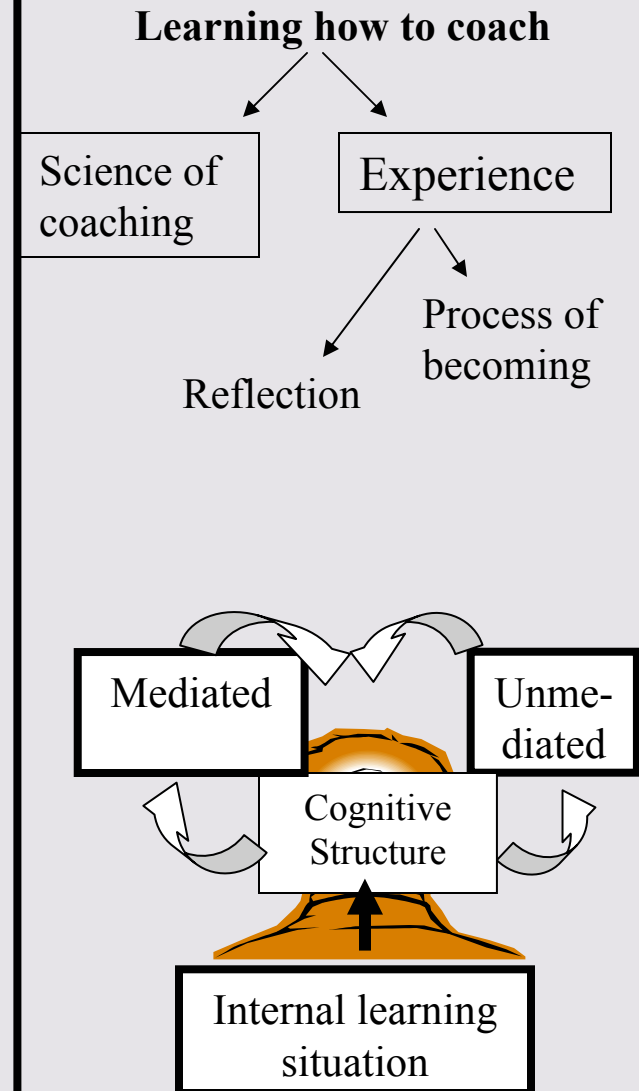 Learning how to coach
Science of
coaching
Experience
Process of
becoming
Reflection
Mediated
Unme-
diated
Cognitive
Structure
Internal learning
situation